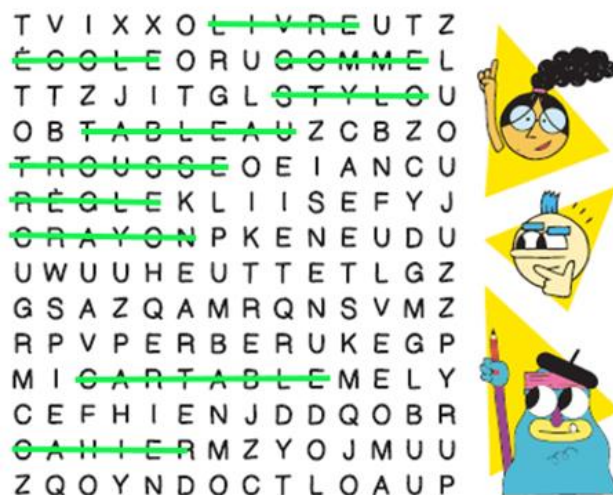 T V I X X O L I V R E U T Z
É C O L E O R U G O M M E L
T T Z J I T G L S T Y L O U
O B T A B L E A U Z C B Z O
T R O U S S E O E I A N C U
R È G L E K L I I S E F Y J
C R A Y O N P K E N E U D U
U W U U H E U T T E T L G Z
G S A Z Q A M R Q N S V M Z
R P V P E R B E R U K E G P
M I C A R T A B L E M E L Y
C E F H I E N J D D Q O B R
C A H I E R M Z Y O J M U U
Z Q O Y N D O C T L O A U P